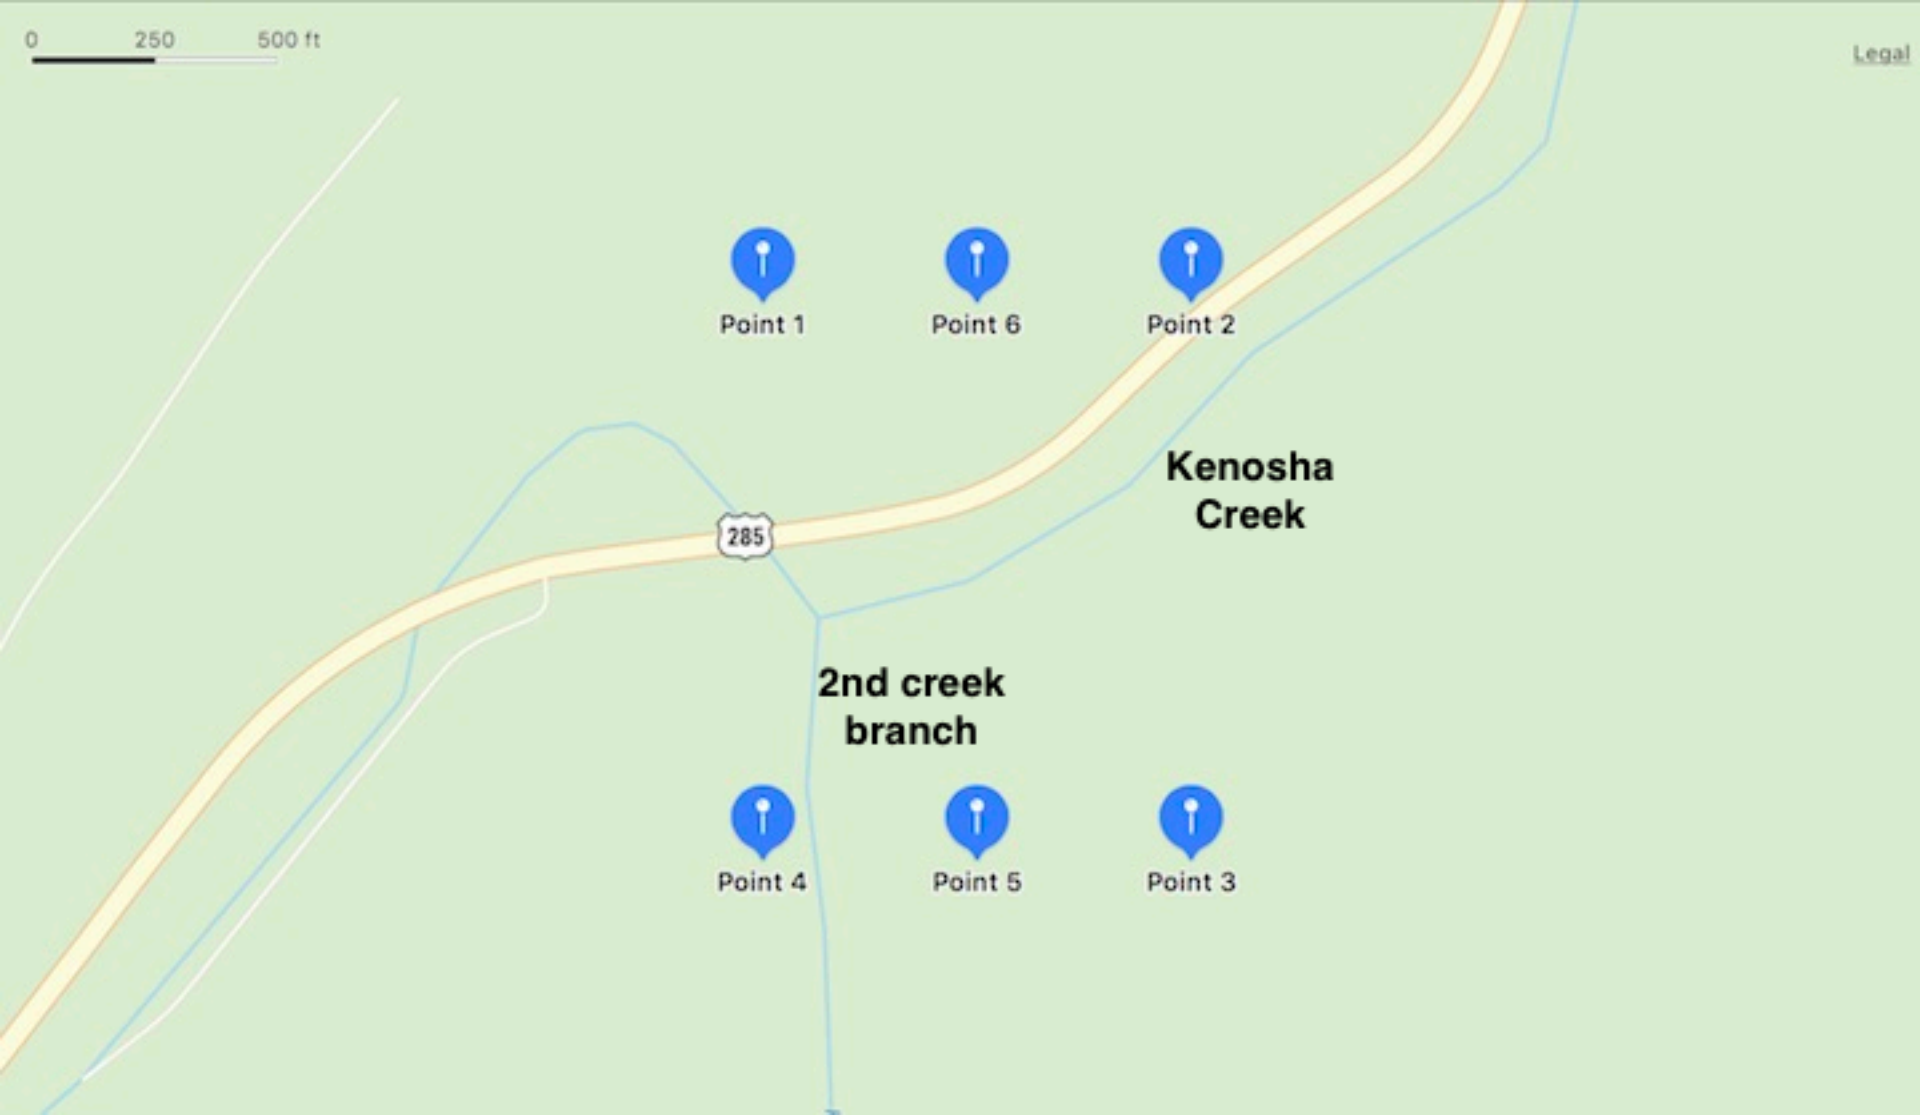 0 250 500 ft
Legal
Point 1
Point 6
Point 2
Kenosha
Creek
285
2nd creek
branch
Point 4
Point 5
Point 3